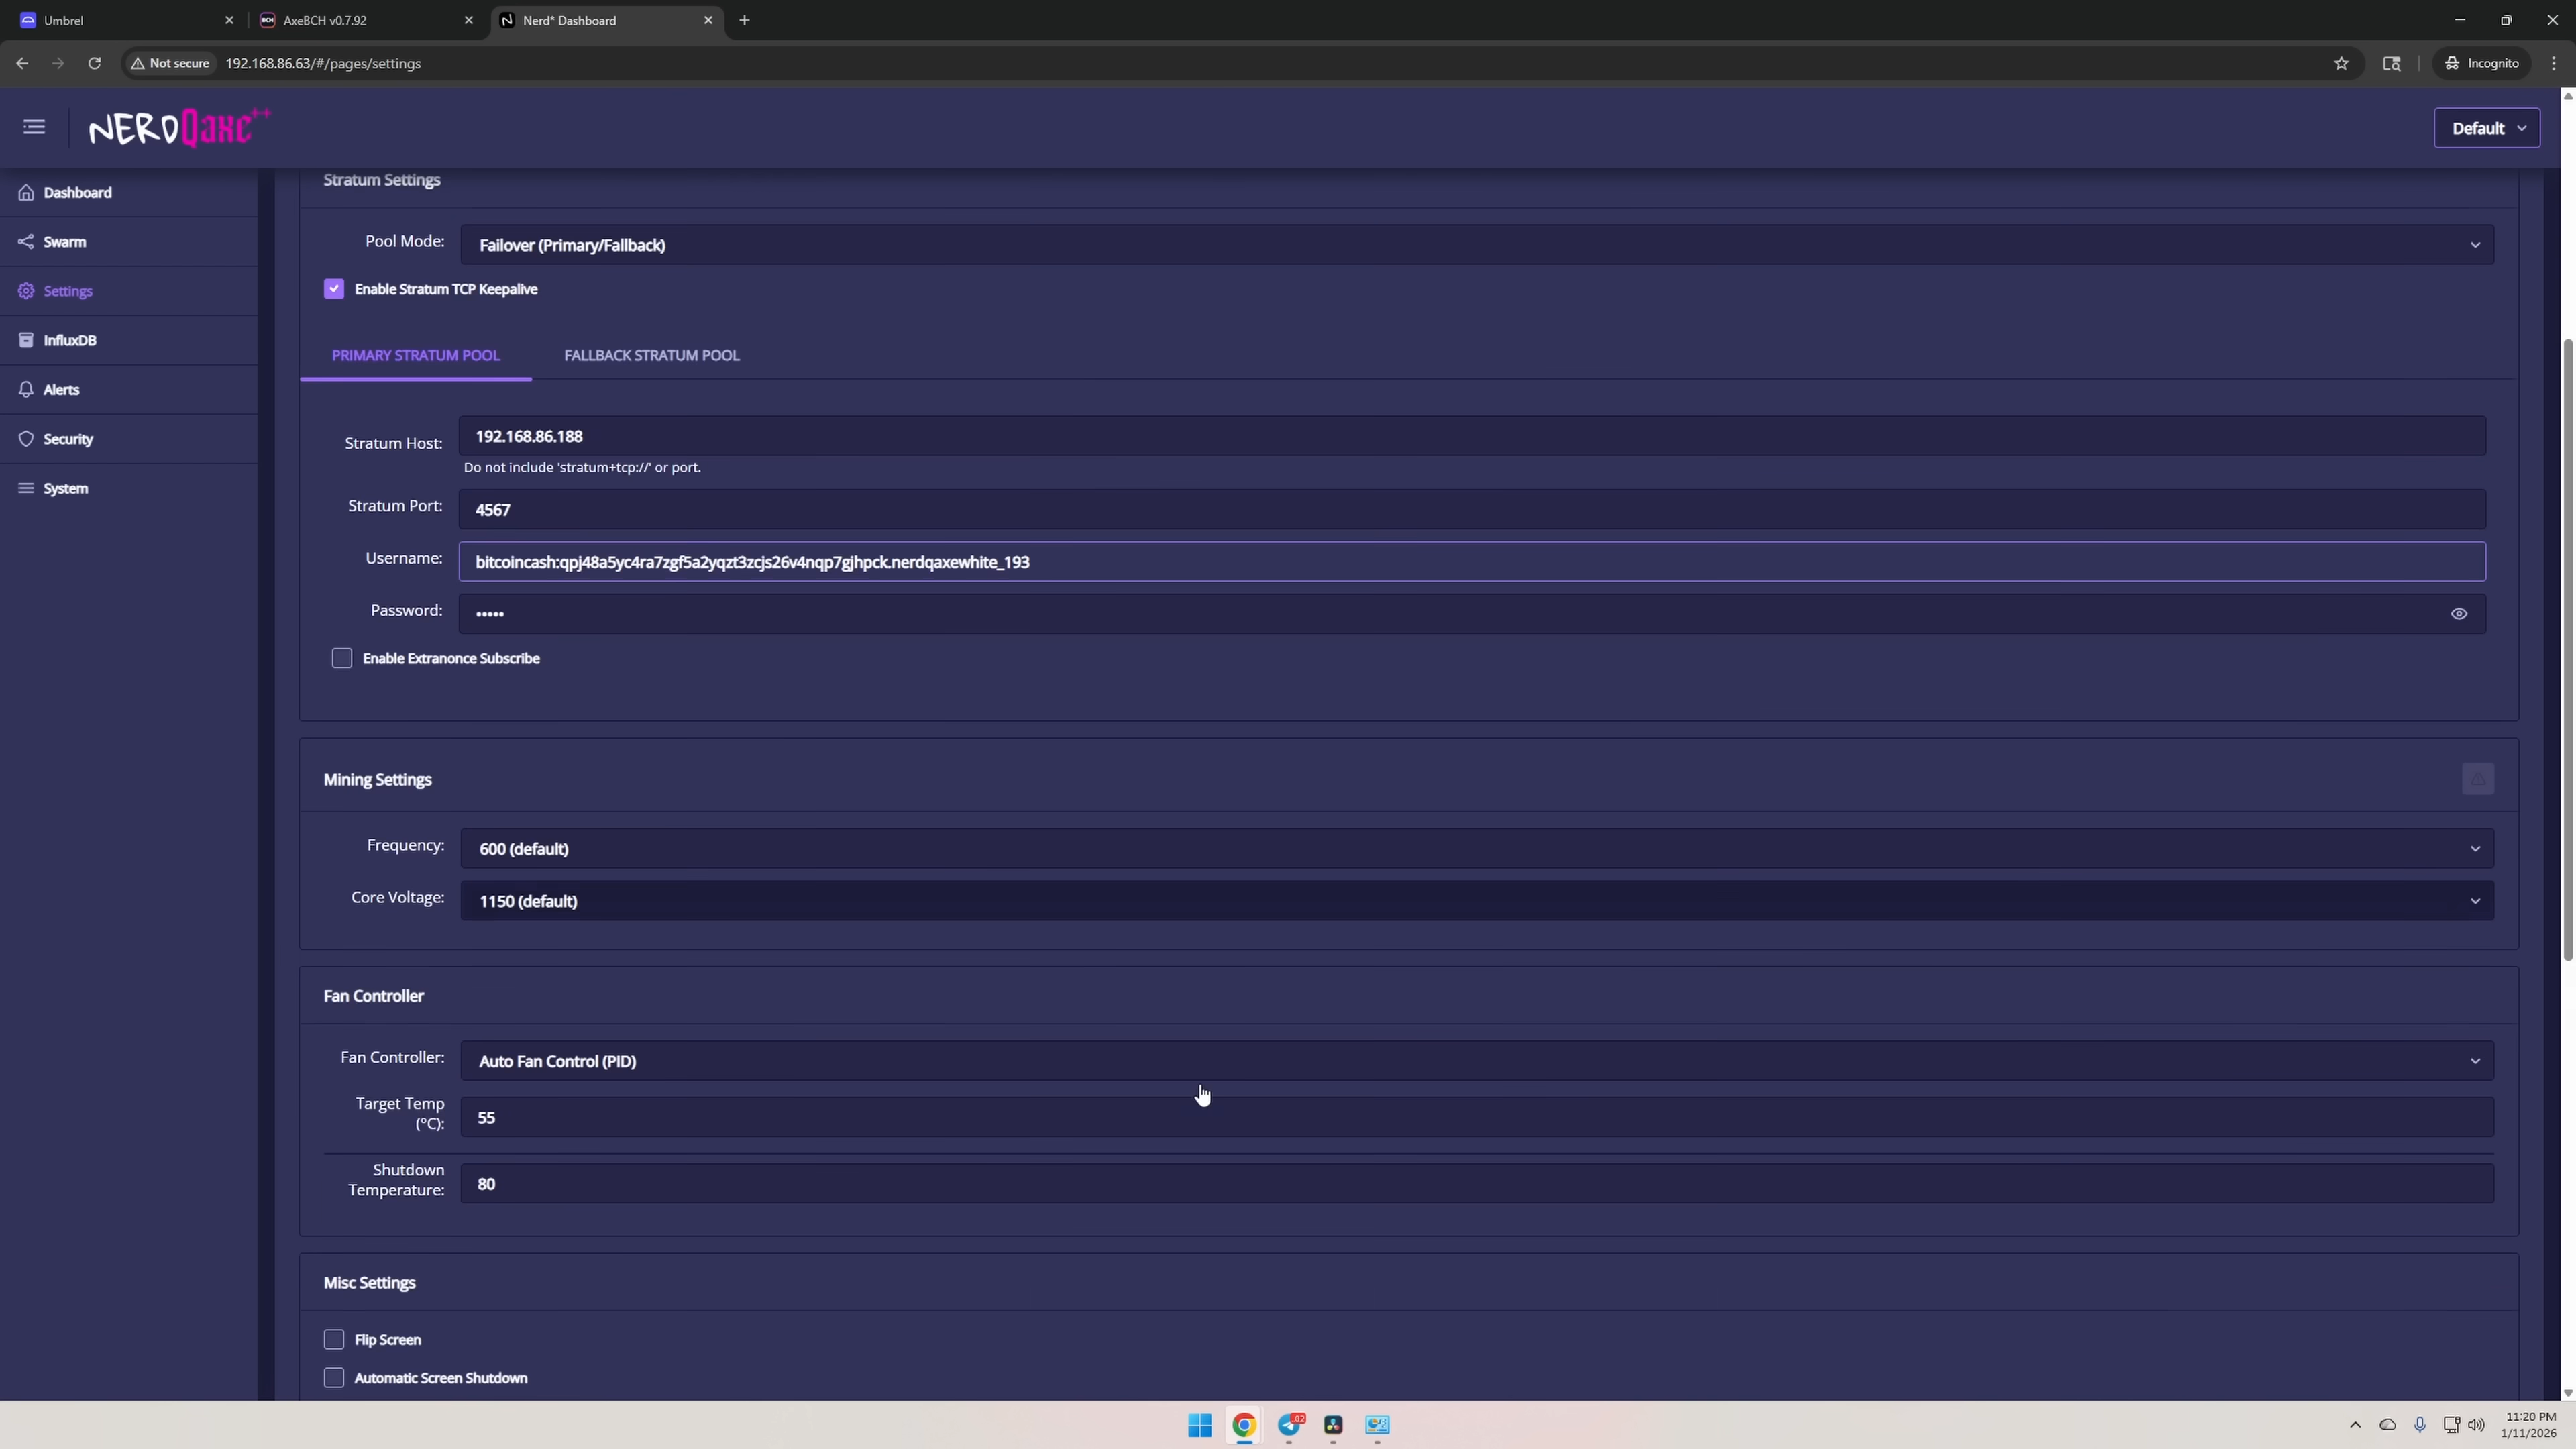 Umbrel
AxeBCH v0.7.92
Nerd* Dashboard
Not secure
192.168.86.63/#/pages/settings
Incognito
NERDQaxe++
Default
Dashboard
Swarm
Settings
InfluxDB
Alerts
Security
System
Stratum Settings
Pool Mode:
Failover (Primary/Fallback)
Enable Stratum TCP Keepalive
PRIMARY STRATUM POOL
FALLBACK STRATUM POOL
Stratum Host:
192.168.86.188
Do not include 'stratum+tcp://' or port.
Stratum Port:
4567
Username:
bitcoincash:qpj48a5yc4ra7zgf5a2yqzt3zcjs26v4nqp7gjhpck.nerdqaxewhite_193
Password:
•••••
Enable Extranonce Subscribe
Mining Settings
Frequency:
600 (default)
Core Voltage:
1150 (default)
Fan Controller
Fan Controller:
Auto Fan Control (PID)
Target Temp
(°C):
55
Shutdown
Temperature:
80
Misc Settings
Flip Screen
Automatic Screen Shutdown
11:20 PM
1/11/2026